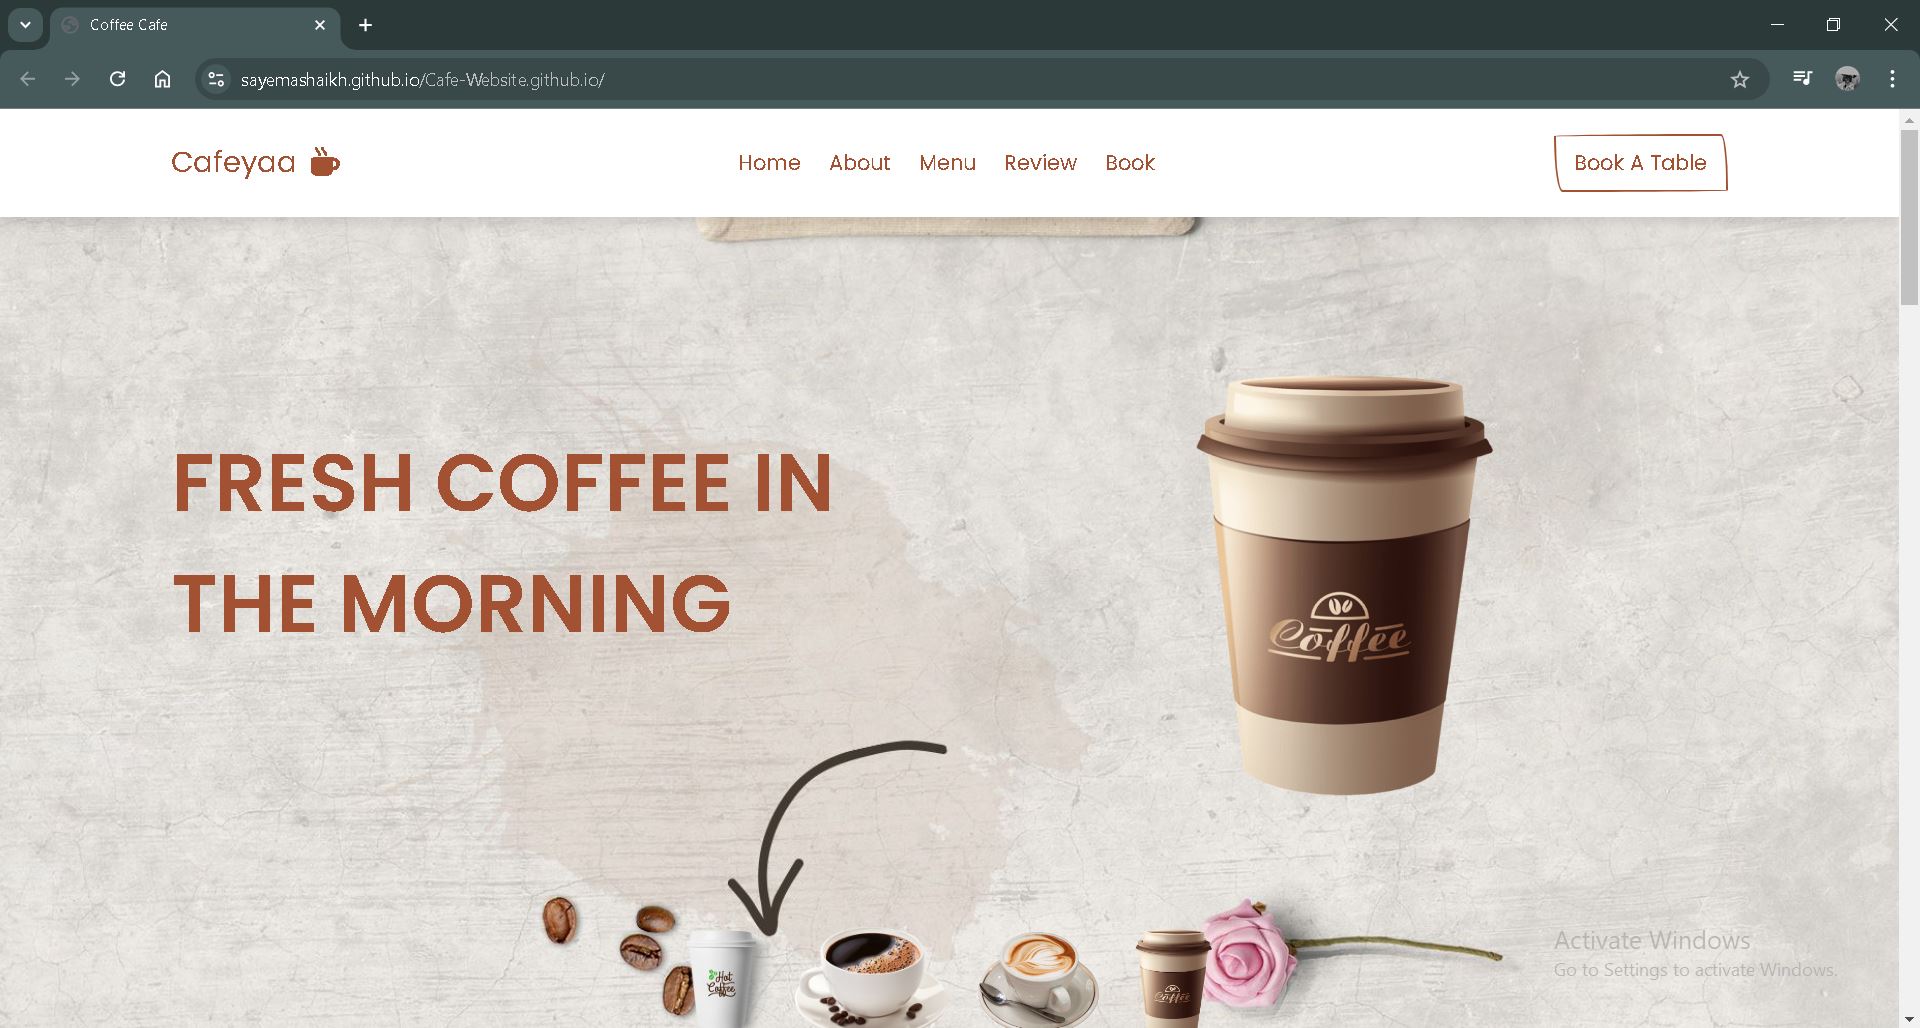 Coffee Cafe
sayemashaikh.github.io/Cafe-Website.github.io/
Cafeyaa
Home About Menu Review Book
Book A Table
FRESH COFFEE IN
THE MORNING
Coffee
Hot
Coffee
Coffee
Activate Windows
Go to Settings to activate Windows.